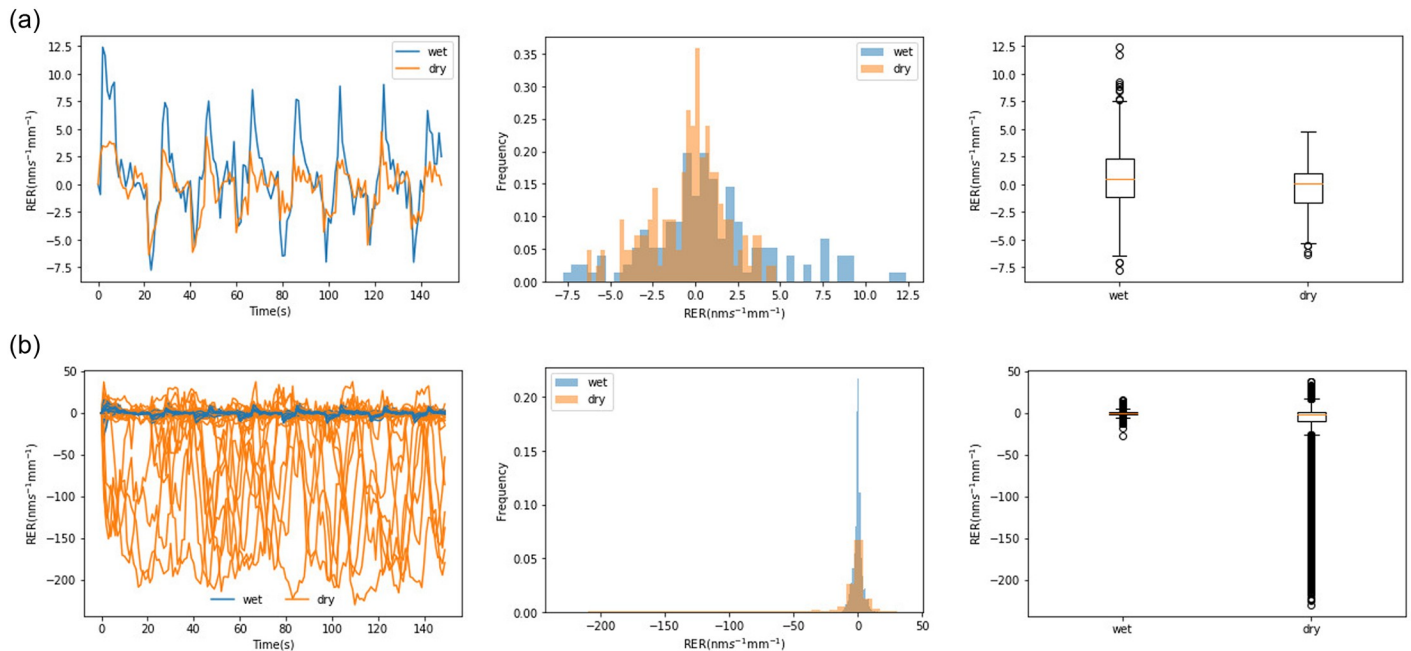 (a)
12.5
10.0
7.5
5.0
2.5
0.0
−2.5
−5.0
−7.5
RER(nms⁻¹mm⁻¹)
wet
dry
0 20 40 60 80 100 120 140
Time(s)
0.35
0.30
0.25
0.20
0.15
0.10
0.05
0.00
Frequency
wet
dry
−7.5 −5.0 −2.5 0.0 2.5 5.0 7.5 10.0 12.5
RER(nms⁻¹mm⁻¹)
12.5
10.0
7.5
5.0
2.5
0.0
−2.5
−5.0
−7.5
RER(nms⁻¹mm⁻¹)
wet dry
(b)
50
0
−50
−100
−150
−200
RER(nms⁻¹mm⁻¹)
wet dry
0 20 40 60 80 100 120 140
Time(s)
wet
dry
0.20
0.15
0.10
0.05
0.00
Frequency
−200 −150 −100 −50 0 50
RER(nms⁻¹mm⁻¹)
50
0
−50
−100
−150
−200
RER(nms⁻¹mm⁻¹)
wet dry